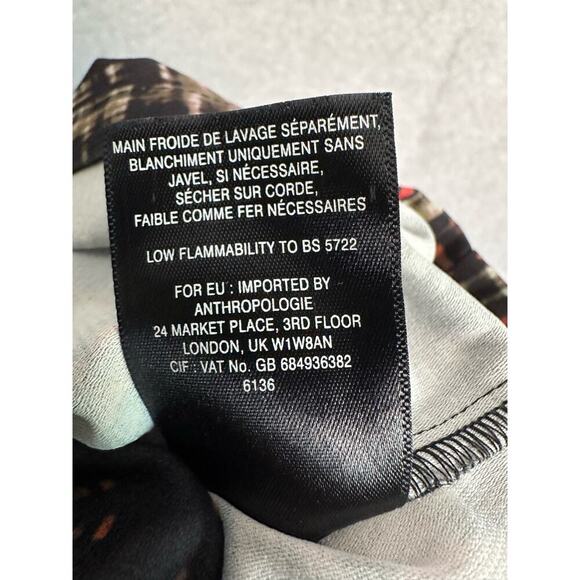 MAIN FROIDE DE LAVAGE SÉPARÉMENT,
BLANCHIMENT UNIQUEMENT SANS
JAVEL, SI NÉCESSAIRE,
SÉCHER SUR CORDE,
FAIBLE COMME FER NÉCESSAIRES
LOW FLAMMABILITY TO BS 5722
FOR EU : IMPORTED BY
ANTHROPOLOGIE
24 MARKET PLACE, 3RD FLOOR
LONDON, UK W1W8AN
CIF : VAT No. GB 684936382
6136